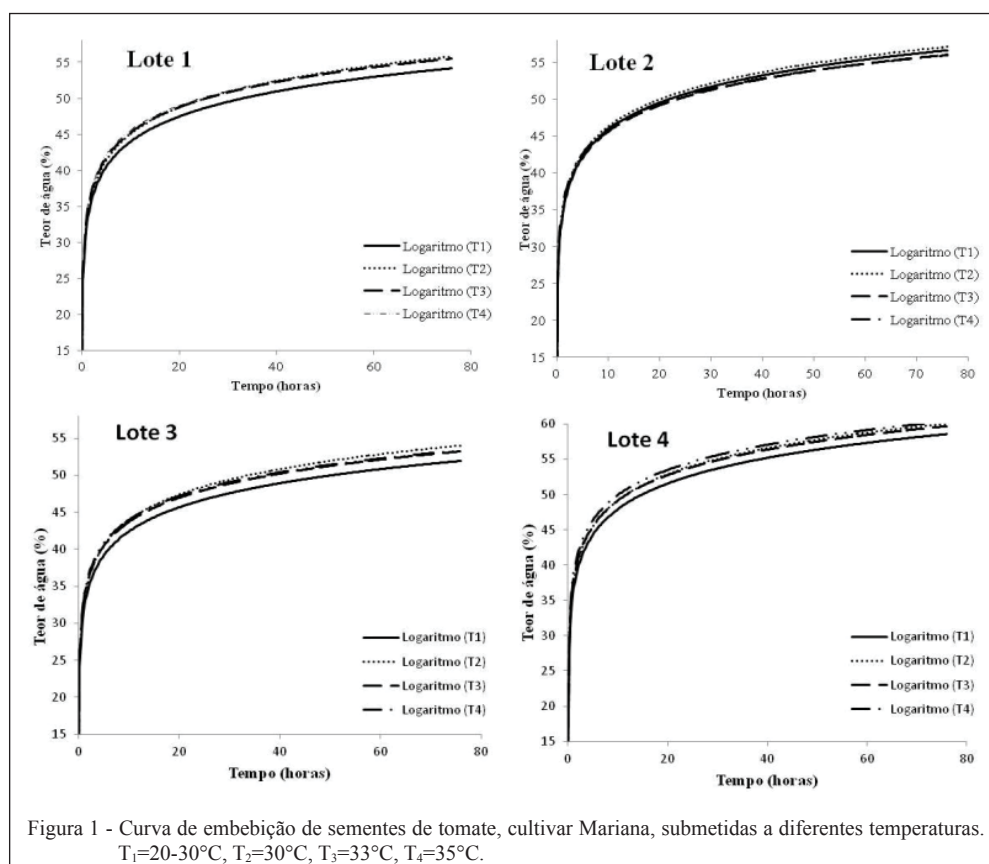 Lote 1
Teor de água (%)
55
50
45
40
35
30
25
20
15
0
20
40
60
80
Tempo (horas)
Logaritmo (T1)
Logaritmo (T2)
Logaritmo (T3)
Logaritmo (T4)
Lote 2
Teor de água (%)
55
50
45
40
35
30
25
20
15
0
10
20
30
40
50
60
70
80
Tempo (horas)
Logaritmo (T1)
Logaritmo (T2)
Logaritmo (T3)
Logaritmo (T4)
Lote 3
Teor de água (%)
55
50
45
40
35
30
25
20
15
0
20
40
60
80
Tempo (horas)
Logaritmo (T1)
Logaritmo (T2)
Logaritmo (T3)
Logaritmo (T4)
Lote 4
Teor de água (%)
60
55
50
45
40
35
30
25
20
15
0
20
40
60
80
Tempo (horas)
Logaritmo (T1)
Logaritmo (T2)
Logaritmo (T3)
Logaritmo (T4)
Figura 1 - Curva de embebição de sementes de tomate, cultivar Mariana, submetidas a diferentes temperaturas.
T₁=20-30°C, T₂=30°C, T₃=33°C, T₄=35°C.